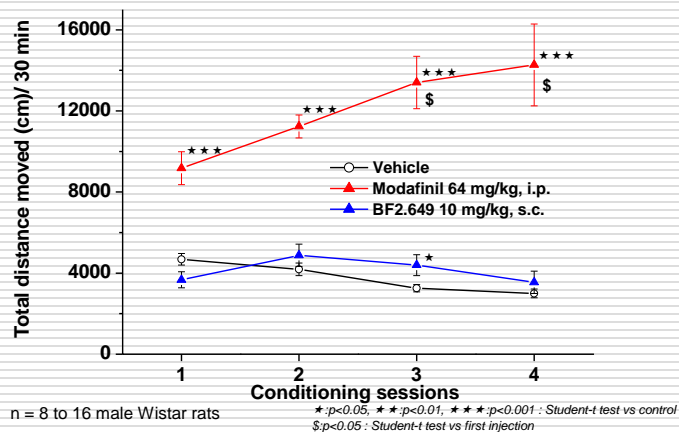 Total distance moved (cm)/ 30 min
16000
12000
8000
4000
0
★★★
★★★
★★★
$
★★★
$
Vehicle
Modafinil 64 mg/kg, i.p.
BF2.649 10 mg/kg, s.c.
★
1 2 3 4
Conditioning sessions
n = 8 to 16 male Wistar rats
★:p<0.05, ★★:p<0.01, ★★★:p<0.001 : Student-t test vs control
$:p<0.05 : Student-t test vs first injection